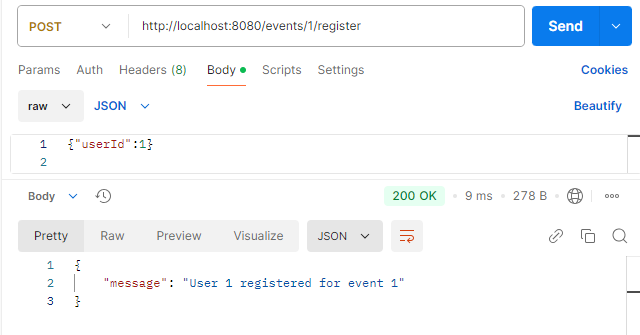 POST http://localhost:8080/events/1/register Send
Params Auth Headers (8) Body Scripts Settings Cookies
raw JSON Beautify
1 {"userId":1}
2
Body 200 OK 9 ms 278 B
Pretty Raw Preview Visualize JSON
1 {
2 "message": "User 1 registered for event 1"
3 }